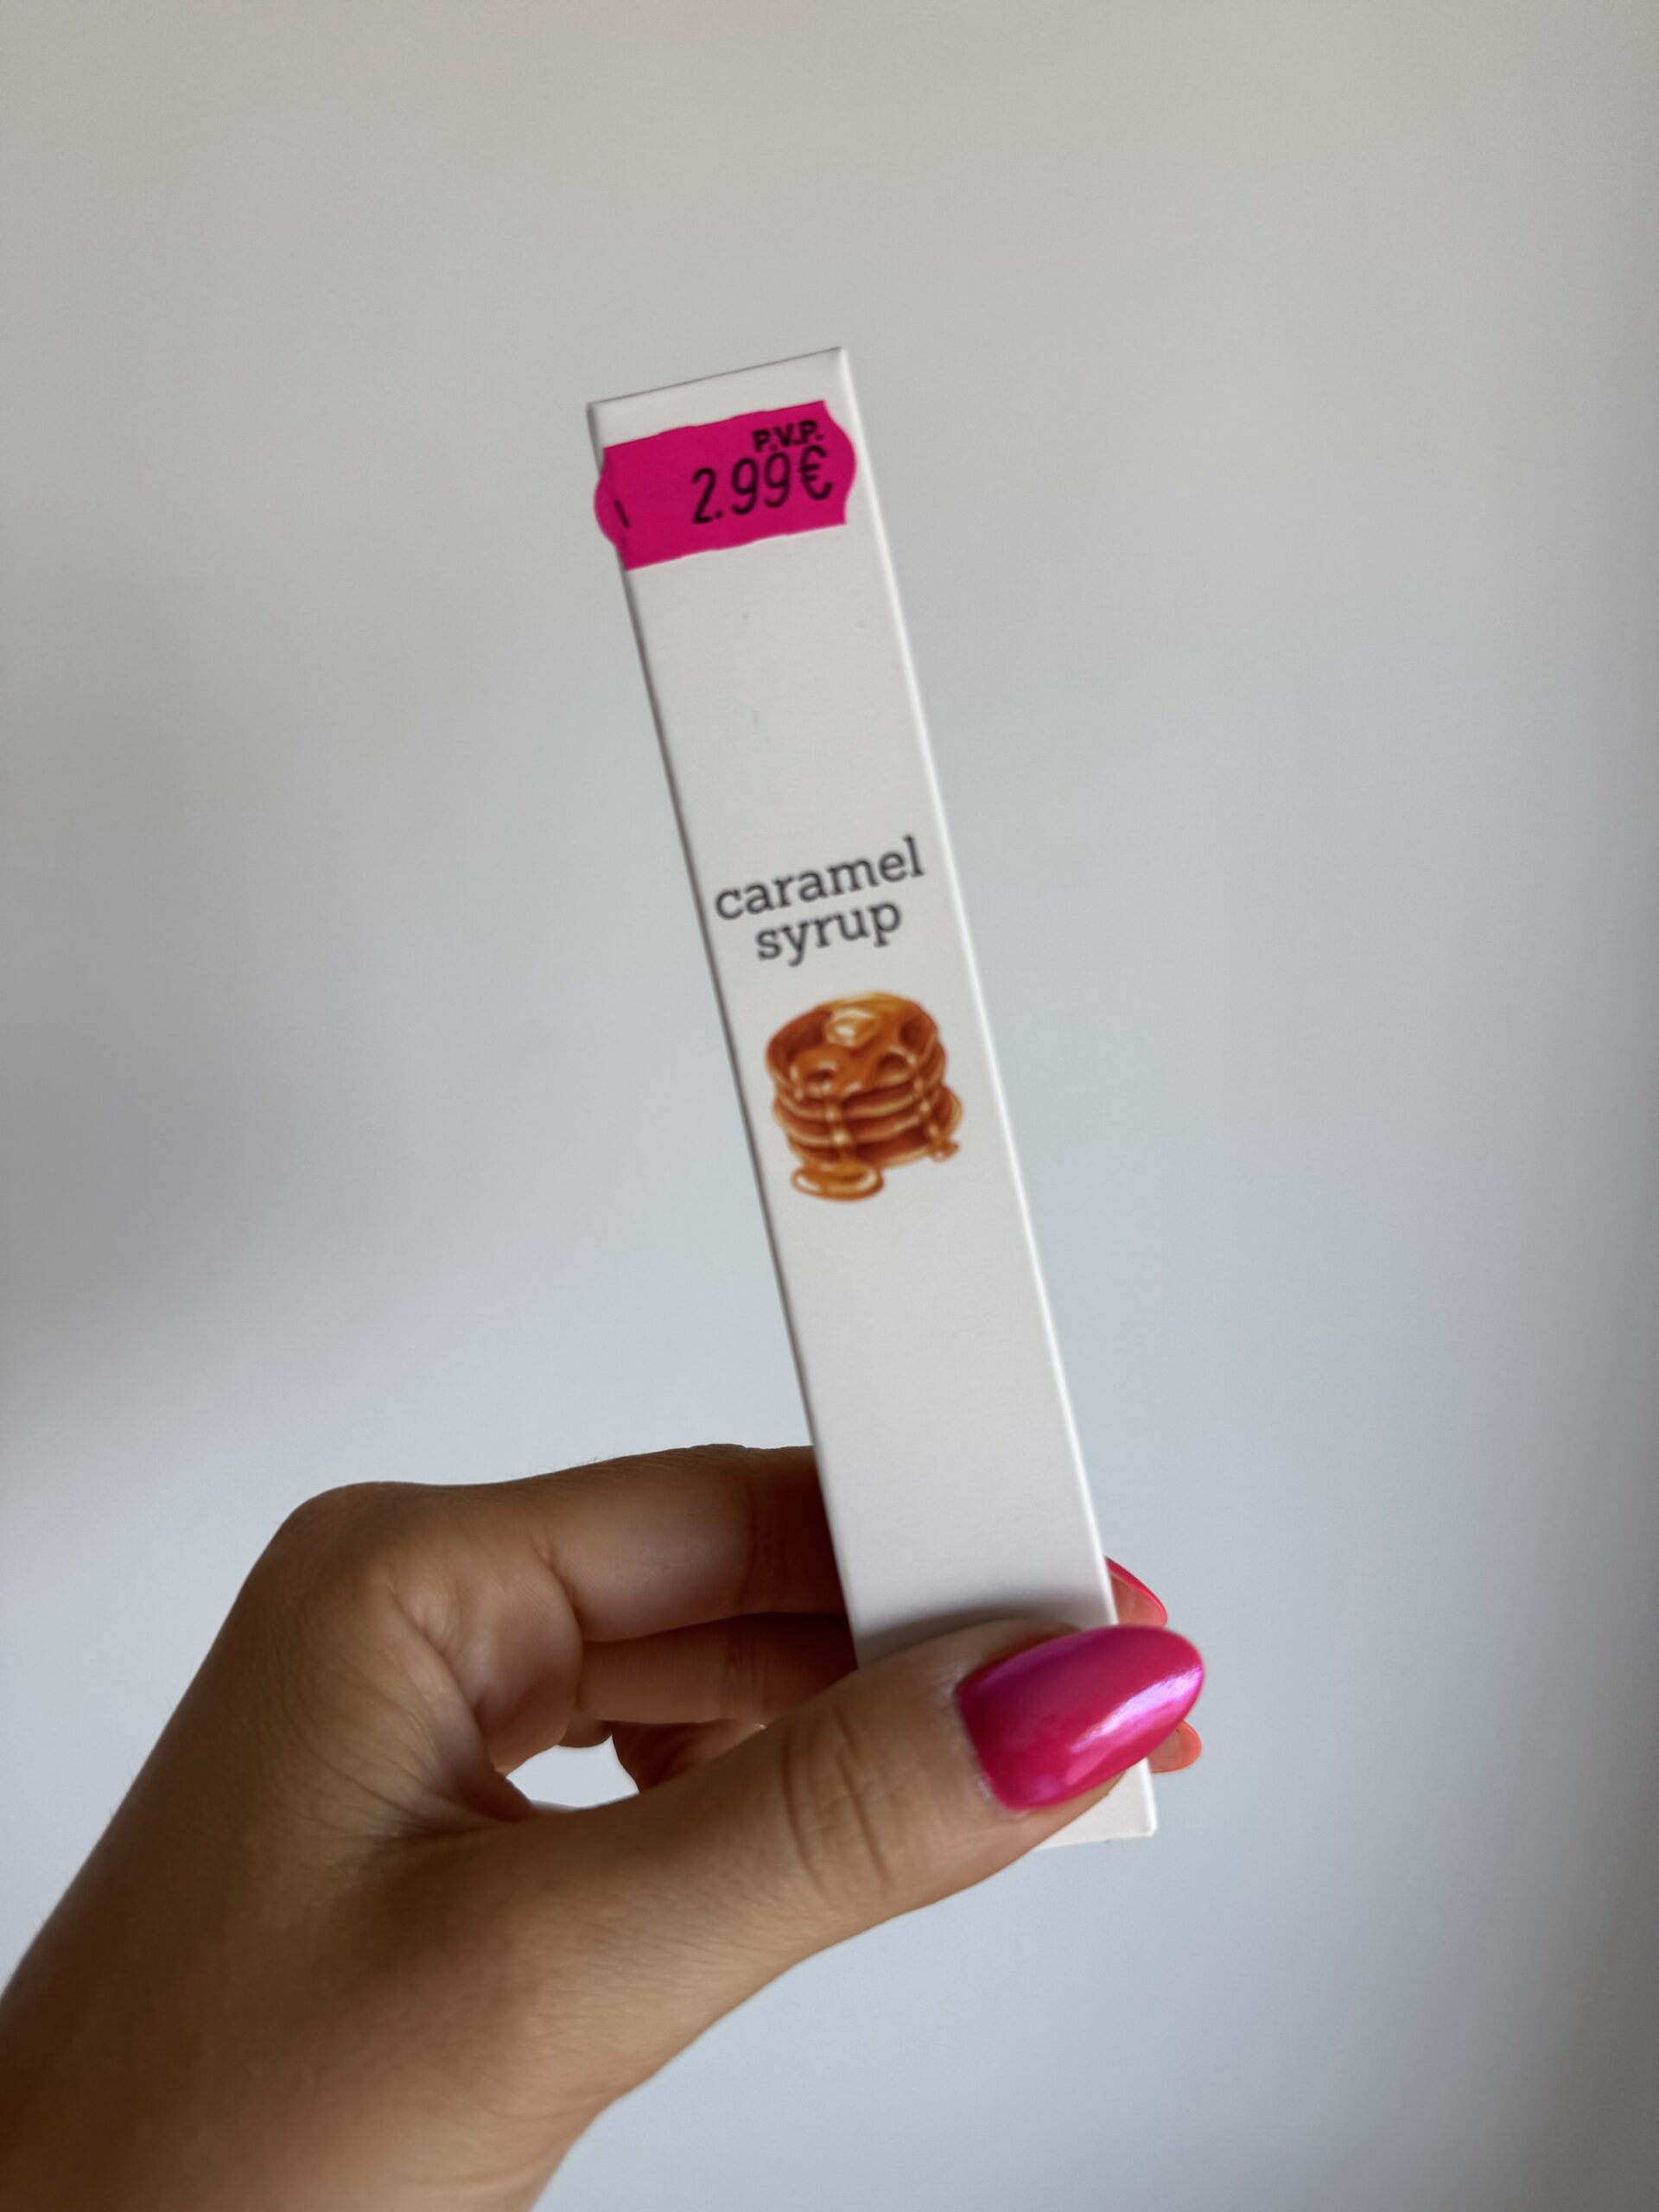 P.V.P.
2.99€
caramel
syrup